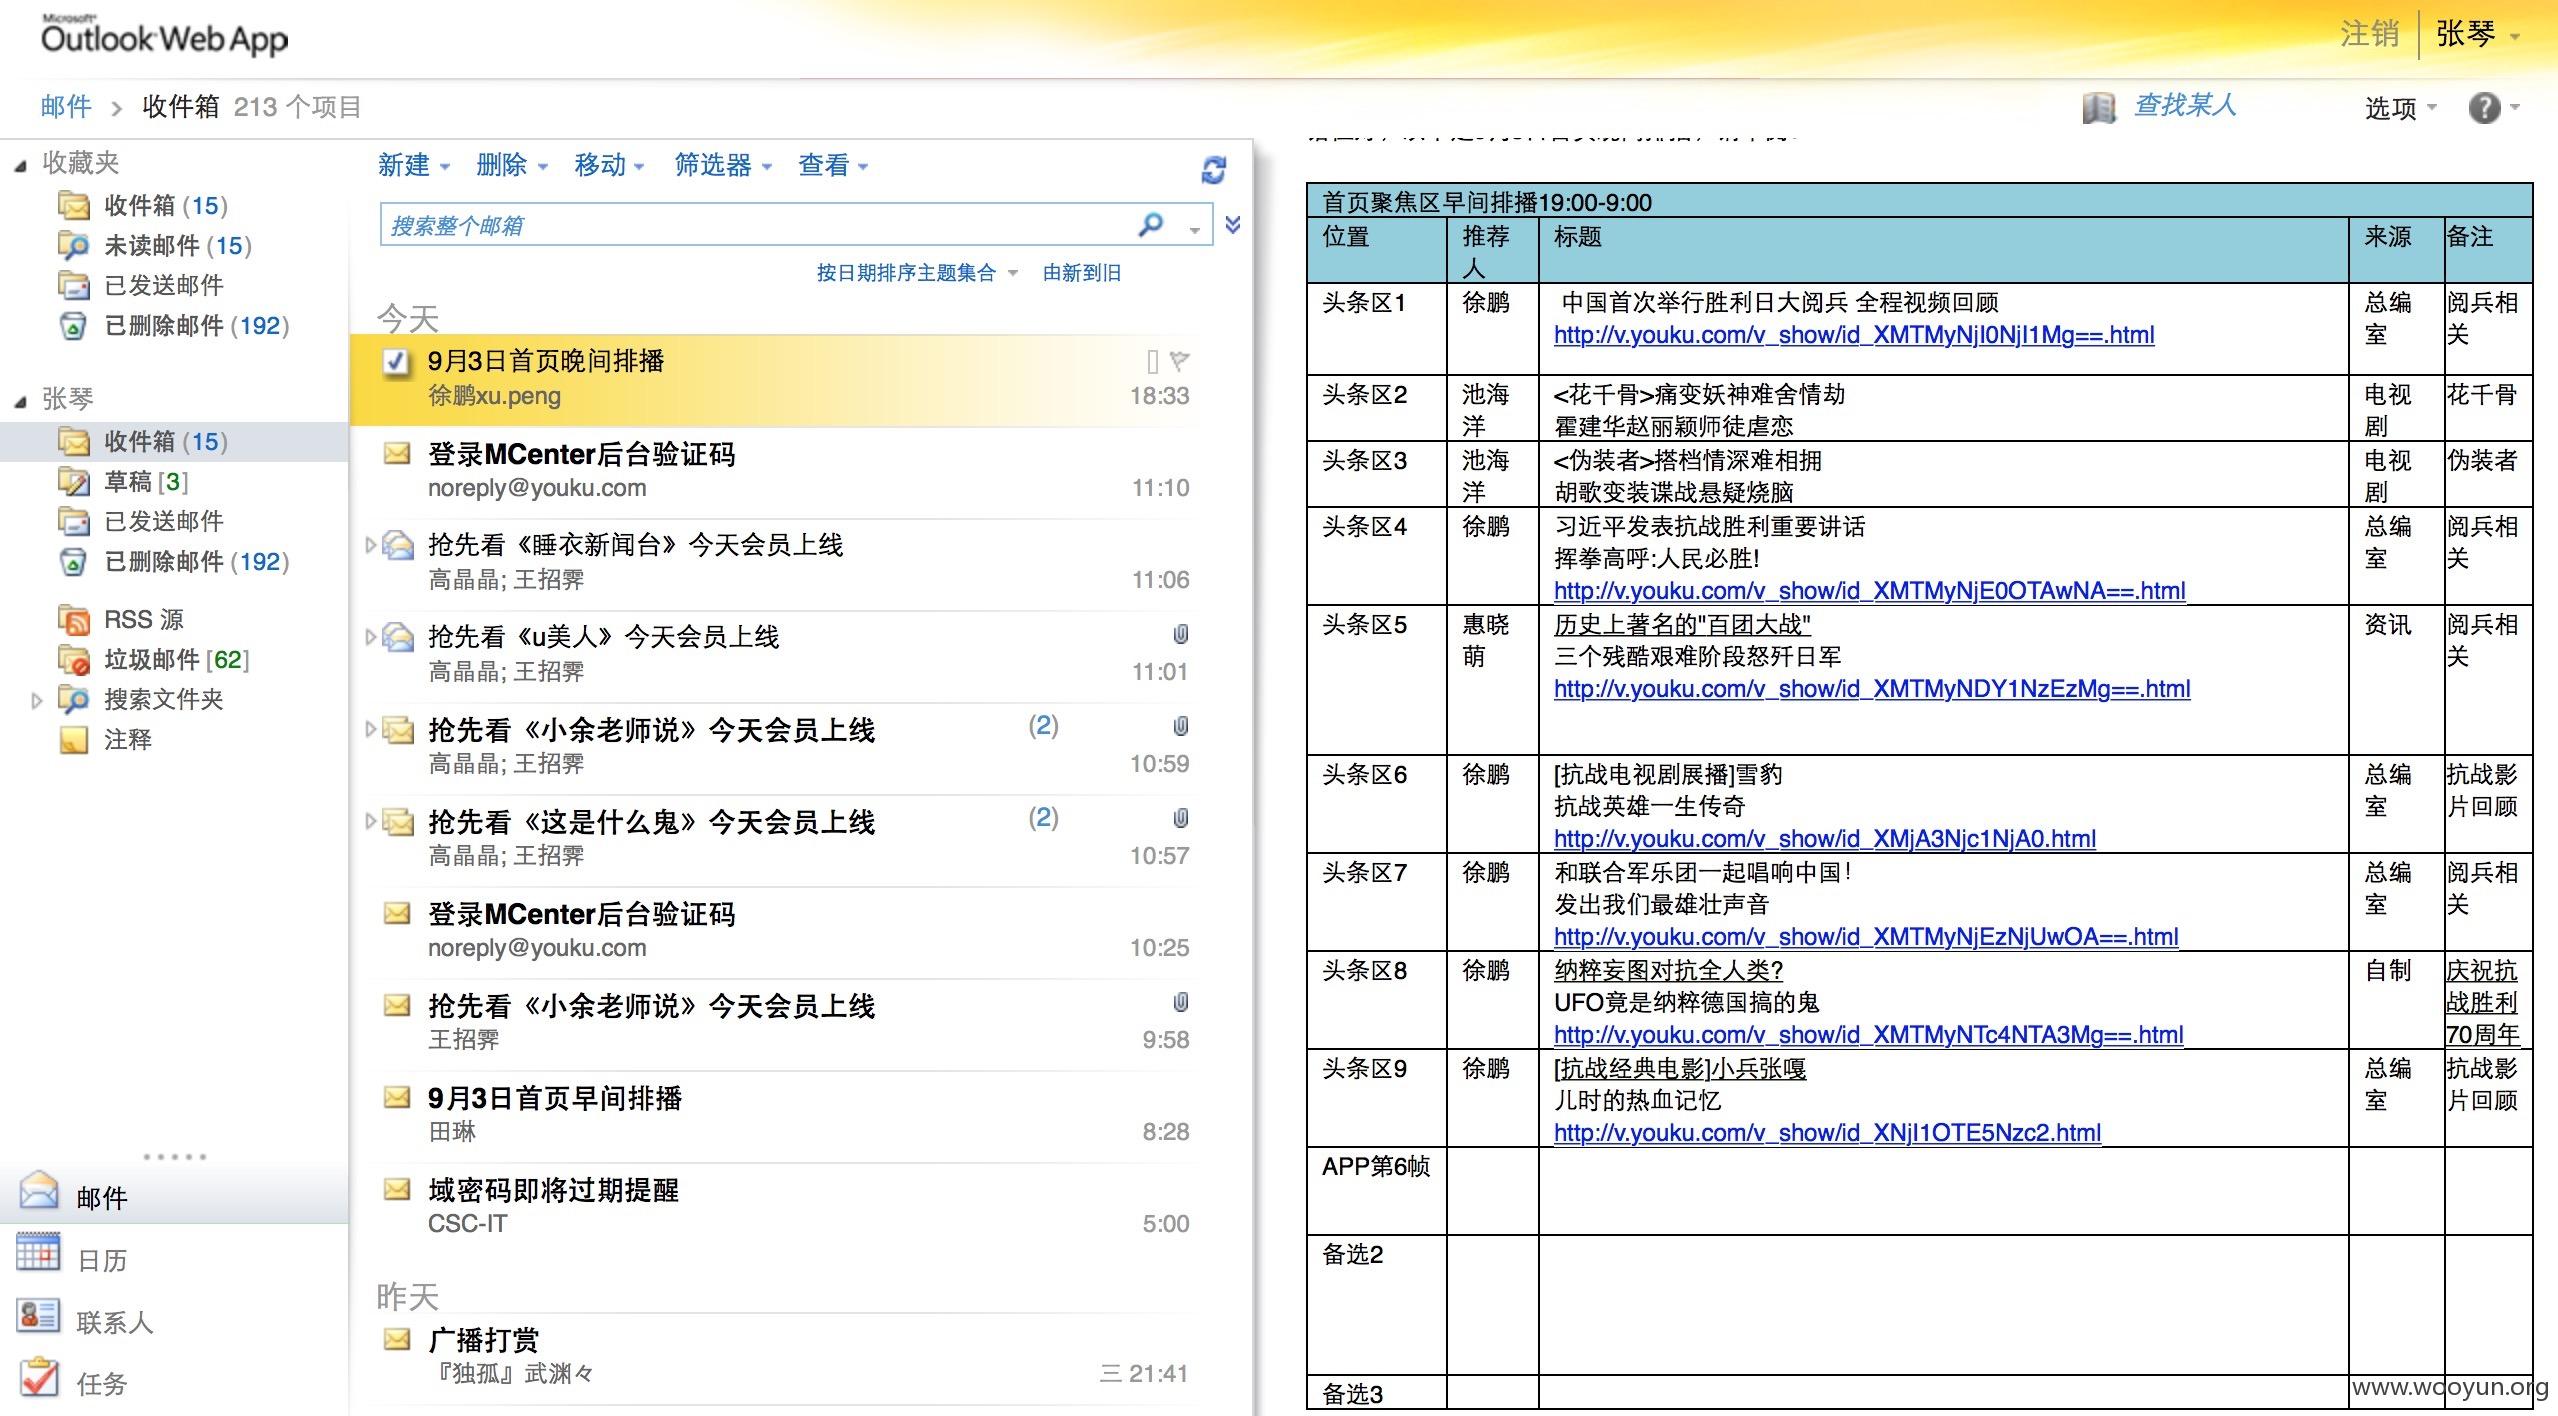 Microsoft
Outlook Web App
注销
张琴
邮件
收件箱 213 个项目
查找某人
选项
收藏夹
收件箱 (15)
未读邮件 (15)
已发送邮件
已删除邮件 (192)
张琴
收件箱 (15)
草稿 [3]
已发送邮件
已删除邮件 (192)
RSS 源
垃圾邮件 [62]
搜索文件夹
注释
邮件
日历
联系人
任务
新建 删除 移动 筛选器 查看
搜索整个邮箱
按日期排序主题集合 由新到旧
今天
9月3日首页晚间排播
徐鹏xu.peng 18:33
登录MCenter后台验证码
noreply@youku.com 11:10
抢先看《睡衣新闻台》今天会员上线
高晶晶; 王招霁 11:06
抢先看《u美人》今天会员上线
高晶晶; 王招霁 11:01
抢先看《小余老师说》今天会员上线 (2)
高晶晶; 王招霁 10:59
抢先看《这是什么鬼》今天会员上线 (2)
高晶晶; 王招霁 10:57
登录MCenter后台验证码
noreply@youku.com 10:25
抢先看《小余老师说》今天会员上线
王招霁 9:58
9月3日首页早间排播
田琳 8:28
域密码即将过期提醒
CSC-IT 5:00
昨天
广播打赏
『独孤』武渊々 三 21:41
首页聚焦区早间排播19:00-9:00
位置 推荐人 标题 来源 备注
头条区1 徐鹏 中国首次举行胜利日大阅兵 全程视频回顾 总编室 阅兵相关
http://v.youku.com/v_show/id_XMTMyNjI0NjI1Mg==.html
头条区2 池海洋 <花千骨>痛变妖神难舍情劫 电视剧 花千骨
霍建华赵丽颖师徒虐恋
头条区3 池海洋 <伪装者>搭档情深难相拥 电视剧 伪装者
胡歌变装谍战悬疑烧脑
头条区4 徐鹏 习近平发表抗战胜利重要讲话 总编室 阅兵相关
挥拳高呼:人民必胜!
http://v.youku.com/v_show/id_XMTMyNjE0OTAwNA==.html
头条区5 惠晓萌 历史上著名的"百团大战" 资讯 阅兵相关
三个残酷艰难阶段怒歼日军
http://v.youku.com/v_show/id_XMTMyNDY1NzEzMg==.html
头条区6 徐鹏 [抗战电视剧展播]雪豹 总编室 抗战影片回顾
抗战英雄一生传奇
http://v.youku.com/v_show/id_XMjA3Njc1NjA0.html
头条区7 徐鹏 和联合军乐团一起唱响中国! 总编室 阅兵相关
发出我们最雄壮声音
http://v.youku.com/v_show/id_XMTMyNjEzNjUwOA==.html
头条区8 徐鹏 纳粹妄图对抗全人类? 自制 庆祝抗战胜利70周年
UFO竟是纳粹德国搞的鬼
http://v.youku.com/v_show/id_XMTMyNTc4NTA3Mg==.html
头条区9 徐鹏 [抗战经典电影]小兵张嘎 总编室 抗战影片回顾
儿时的热血记忆
http://v.youku.com/v_show/id_XNjI1OTE5Nzc2.html
APP第6帧
备选2
备选3
www.wooyun.org